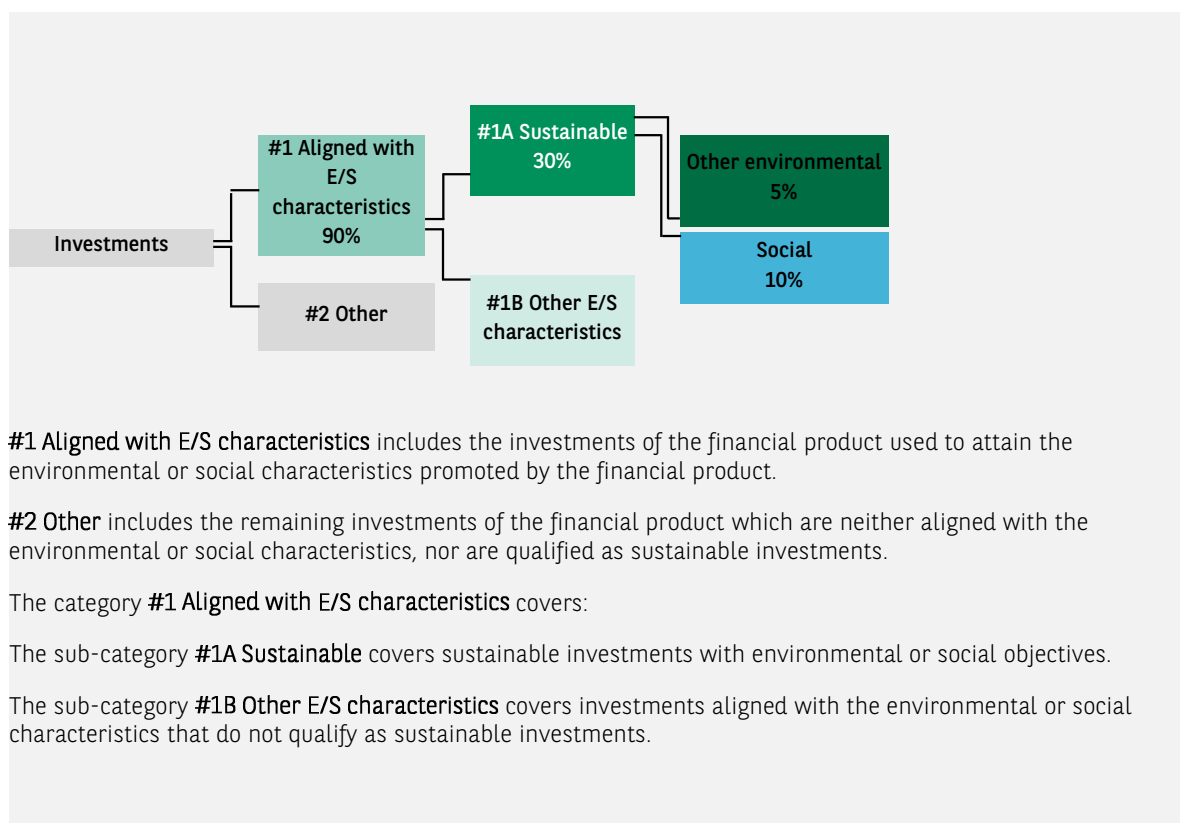 #1A Sustainable
30%
#1 Aligned with
E/S
characteristics
90%
Other environmental
5%
Investments
Social
10%
#2 Other
#1B Other E/S
characteristics
#1 Aligned with E/S characteristics includes the investments of the financial product used to attain the
environmental or social characteristics promoted by the financial product.
#2 Other includes the remaining investments of the financial product which are neither aligned with the
environmental or social characteristics, nor are qualified as sustainable investments.
The category #1 Aligned with E/S characteristics covers:
The sub-category #1A Sustainable covers sustainable investments with environmental or social objectives.
The sub-category #1B Other E/S characteristics covers investments aligned with the environmental or social
characteristics that do not qualify as sustainable investments.